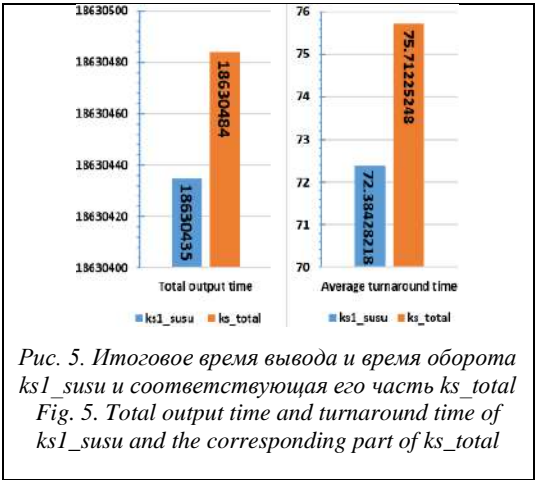 18630500
18630480
18630460
18630440
18630420
18630400
18630435
18630484
Total output time
ks1_susu ks_total
76
75
74
73
72
71
70
72.38428218
75.71225248
Average turnaround time
ks1_susu ks_total
Рис. 5. Итоговое время вывода и время оборота
ks1_susu и соответствующая его часть ks_total
Fig. 5. Total output time and turnaround time of
ks1_susu and the corresponding part of ks_total